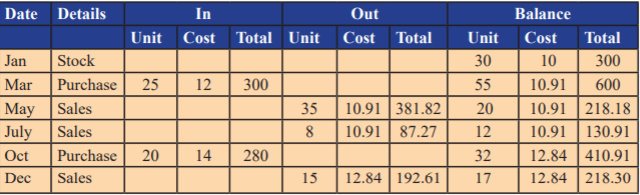 Date Details In Out Balance
Unit Cost Total Unit Cost Total Unit Cost Total
Jan Stock 30 10 300
Mar Purchase 25 12 300 55 10.91 600
May Sales 35 10.91 381.82 20 10.91 218.18
July Sales 8 10.91 87.27 12 10.91 130.91
Oct Purchase 20 14 280 32 12.84 410.91
Dec Sales 15 12.84 192.61 17 12.84 218.30